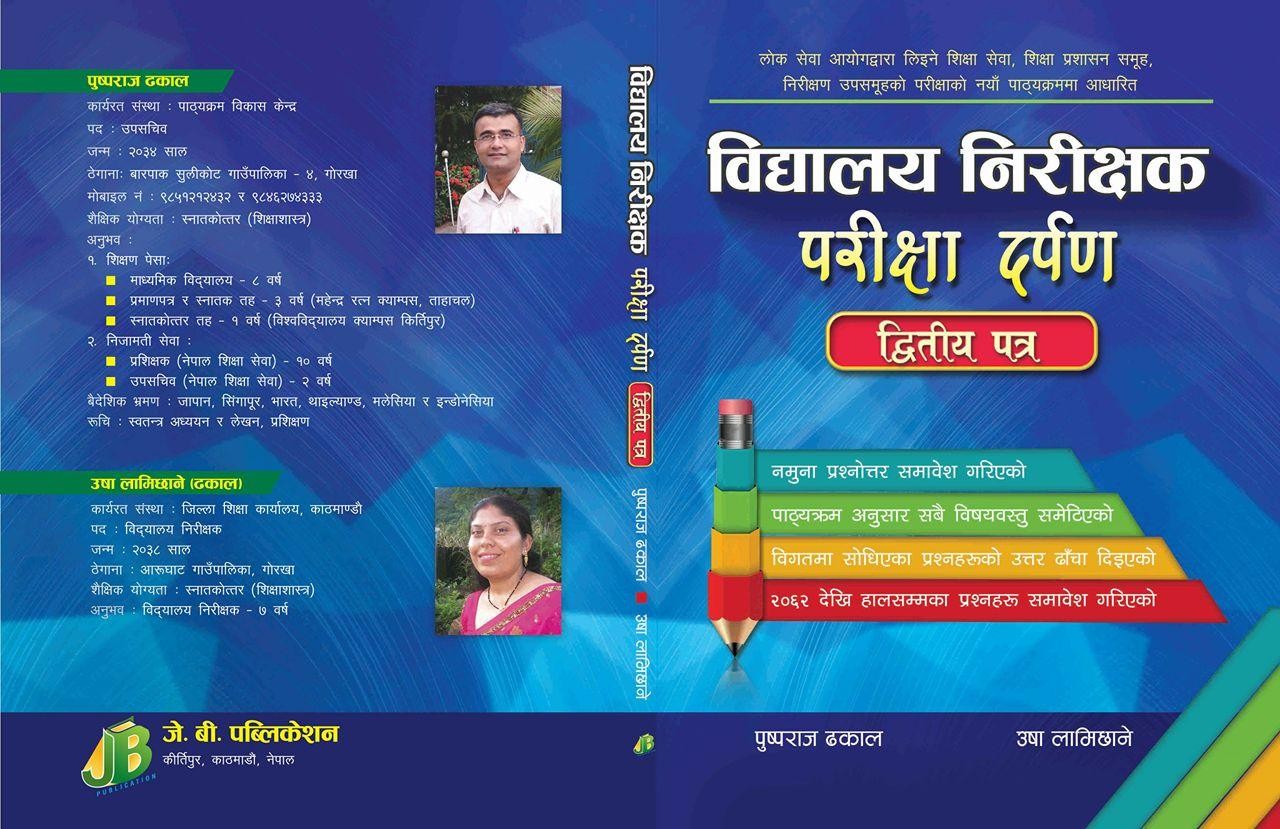 पुष्पराज ढकाल
कार्यरत संस्था : पाठ्यक्रम विकास केन्द्र
पद : उपसचिव
जन्म : २०३४ साल
ठेगानाः बारपाक सुलीकोट गाउँपालिका - ४, गोरखा
मोबाइल नं : ९८५१२१२४३२ र ९८४६२७४३३३
शैक्षिक योग्यता : स्नातकोत्तर (शिक्षाशास्त्र)
अनुभव :
१. शिक्षण पेसाः
माध्यमिक विद्यालय - ८ वर्ष
प्रमाणपत्र र स्नातक तह - ३ वर्ष (महेन्द्र रत्न क्याम्पस, ताहाचल)
स्नातकोत्तर तह - १ वर्ष (विश्वविद्यालय क्याम्पस किर्तिपुर)
२. निजामती सेवा :
प्रशिक्षक (नेपाल शिक्षा सेवा) - १० वर्ष
उपसचिव (नेपाल शिक्षा सेवा) - २ वर्ष
बैदेशिक भ्रमण : जापान, सिंगापूर, भारत, थाइल्याण्ड, मलेसिया र इन्डोनेसिया
रूचि : स्वतन्त्र अध्ययन र लेखन, प्रशिक्षण
उषा लामिछाने (ढकाल)
कार्यरत संस्था : जिल्ला शिक्षा कार्यालय, काठमाण्डौ
पद : विद्यालय निरीक्षक
जन्म : २०३८ साल
ठेगाना : आरूघाट गाउँपालिका, गोरखा
शैक्षिक योग्यता : स्नातकोत्तर (शिक्षाशास्त्र)
अनुभव : विद्यालय निरीक्षक - ७ वर्ष
JB
PUBLICATION
जे. बी. पब्लिकेशन
कीर्तिपुर, काठमाडौं, नेपाल
विद्यालय निरीक्षक परीक्षा दर्पण द्वितीय पत्र पुष्पराज ढकाल ■ उषा लामिछाने
JB
लोक सेवा आयोगद्वारा लिइने शिक्षा सेवा, शिक्षा प्रशासन समूह,
निरीक्षण उपसमूहको परीक्षाको नयाँ पाठ्यक्रममा आधारित
विद्यालय निरीक्षक
परीक्षा दर्पण
द्वितीय पत्र
नमुना प्रश्नोत्तर समावेश गरिएको
पाठ्यक्रम अनुसार सबै विषयवस्तु समेटिएको
विगतमा सोधिएका प्रश्नहरूको उत्तर ढाँचा दिइएको
२०६२ देखि हालसम्मका प्रश्नहरू समावेश गरिएको
पुष्पराज ढकाल
उषा लामिछाने